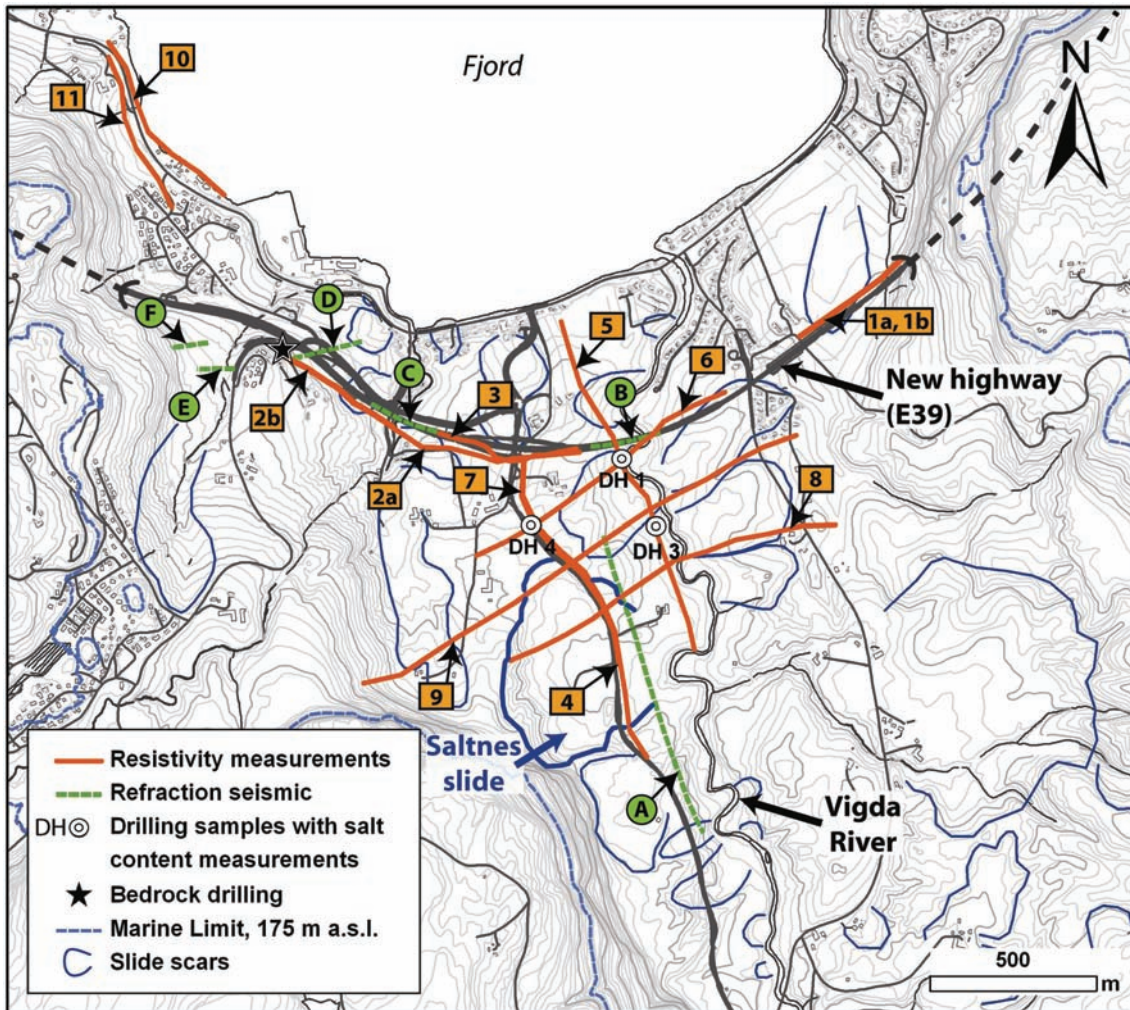 Fjord
N
10
11
F
D
E
2b
C
3
5
6
B
1a, 1b
New highway
(E39)
2a
7
DH 1
8
DH 4
DH 3
9
4
Saltnes
slide
A
Vigda
River
Resistivity measurements
Refraction seismic
DH Drilling samples with salt
content measurements
Bedrock drilling
Marine Limit, 175 m a.s.l.
Slide scars
500
m